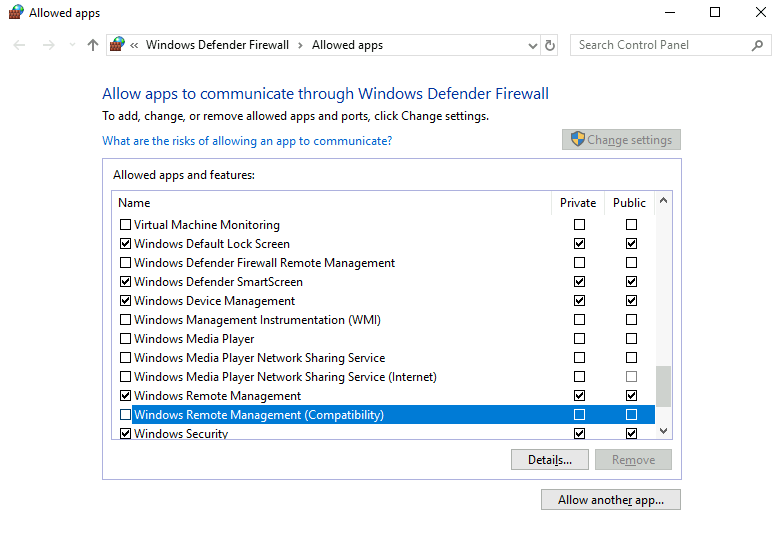 Allowed apps
« Windows Defender Firewall > Allowed apps
Search Control Panel
Allow apps to communicate through Windows Defender Firewall
To add, change, or remove allowed apps and ports, click Change settings.
What are the risks of allowing an app to communicate?
Change settings
Allowed apps and features:
Name Private Public
Virtual Machine Monitoring
Windows Default Lock Screen
Windows Defender Firewall Remote Management
Windows Defender SmartScreen
Windows Device Management
Windows Management Instrumentation (WMI)
Windows Media Player
Windows Media Player Network Sharing Service
Windows Media Player Network Sharing Service (Internet)
Windows Remote Management
Windows Remote Management (Compatibility)
Windows Security
Details... Remove
Allow another app...